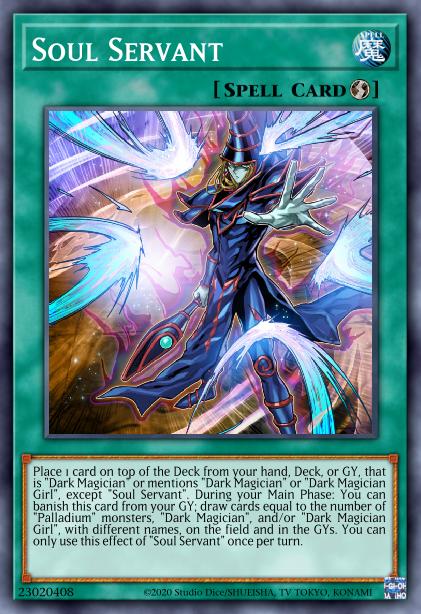 SOUL SERVANT
SPELL
魔
[SPELL CARD]
Place 1 card on top of the Deck from your hand, Deck, or GY, that
is "Dark Magician" or mentions "Dark Magician" or "Dark Magician
Girl", except "Soul Servant". During your Main Phase: You can
banish this card from your GY; draw cards equal to the number of
"Palladium" monsters, "Dark Magician", and/or "Dark Magician
Girl", with different names, on the field and in the GYs. You can
only use this effect of "Soul Servant" once per turn.
23020408
©2020 Studio Dice/SHUEISHA, TV TOKYO, KONAMI